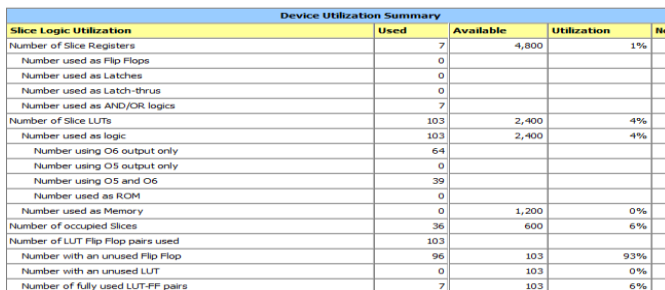 Device Utilization Summary
Slice Logic Utilization Used Available Utilization
Number of Slice Registers 7 4,800 1%
Number used as Flip Flops 0
Number used as Latches 0
Number used as Latch-thrus 0
Number used as AND/OR logics 7
Number of Slice LUTs 103 2,400 4%
Number used as logic 103 2,400 4%
Number using O6 output only 64
Number using O5 output only 0
Number using O5 and O6 39
Number used as ROM 0
Number used as Memory 0 1,200 0%
Number of occupied Slices 36 600 6%
Number of LUT Flip Flop pairs used 103
Number with an unused Flip Flop 96 103 93%
Number with an unused LUT 0 103 0%
Number of fully used LUT-FF pairs 7 103 6%